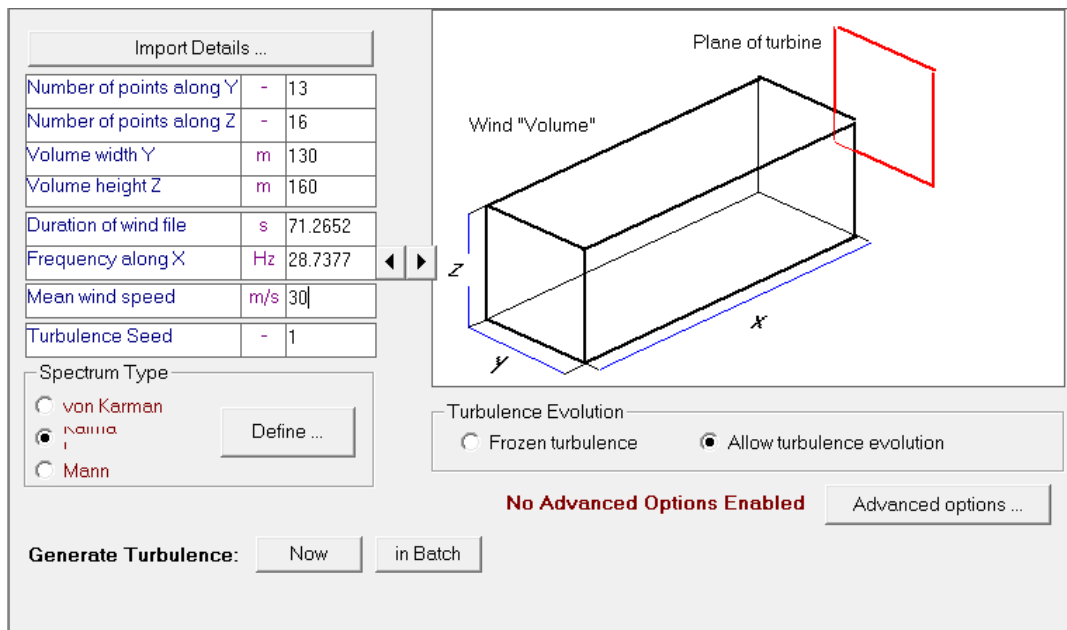 Import Details ...
Number of points along Y - 13
Number of points along Z - 16
Volume width Y m 130
Volume height Z m 160
Duration of wind file s 71.2652
Frequency along X Hz 28.7377
Mean wind speed m/s 30
Turbulence Seed - 1
Spectrum Type
von Karman
Mann
Define ...
Plane of turbine
Wind "Volume"
Z
y
x
Turbulence Evolution
Frozen turbulence
Allow turbulence evolution
No Advanced Options Enabled
Advanced options ...
Generate Turbulence:
Now
in Batch